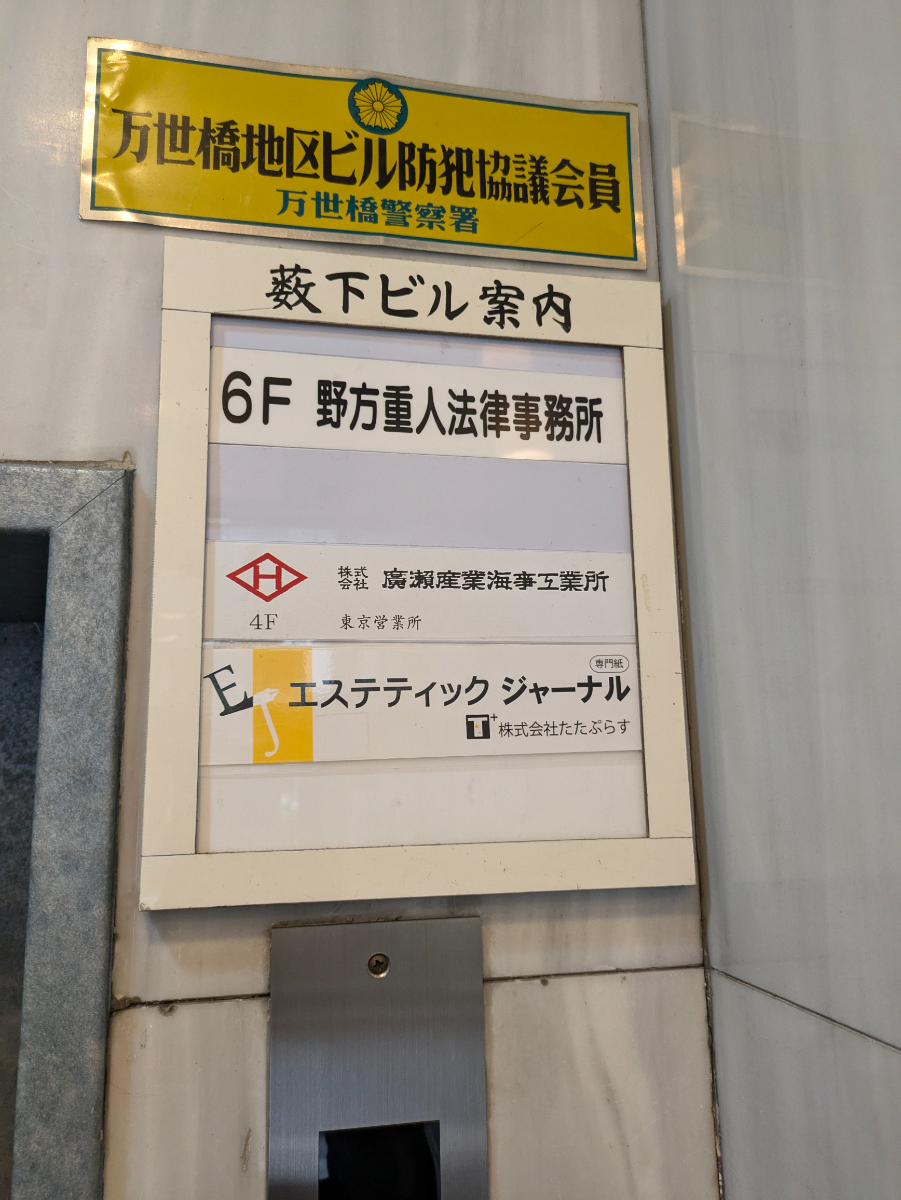 万世橋地区ビル防犯協議会員
万世橋警察署
薮下ビル案内
6F 野方重人法律事務所
H
株式会社 廣瀬産業海事工業所
4F 東京営業所
専門紙
EJ エステティック ジャーナル
T+ 株式会社たたぷらす